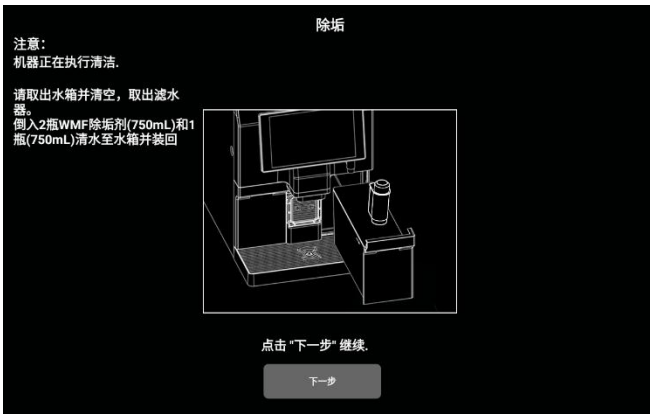 除垢
注意：
机器正在执行清洁.
请取出水箱并清空，取出滤水
器。
倒入2瓶WMF除垢剂(750mL)和1
瓶(750mL)清水至水箱并装回
点击 "下一步" 继续.
下一步